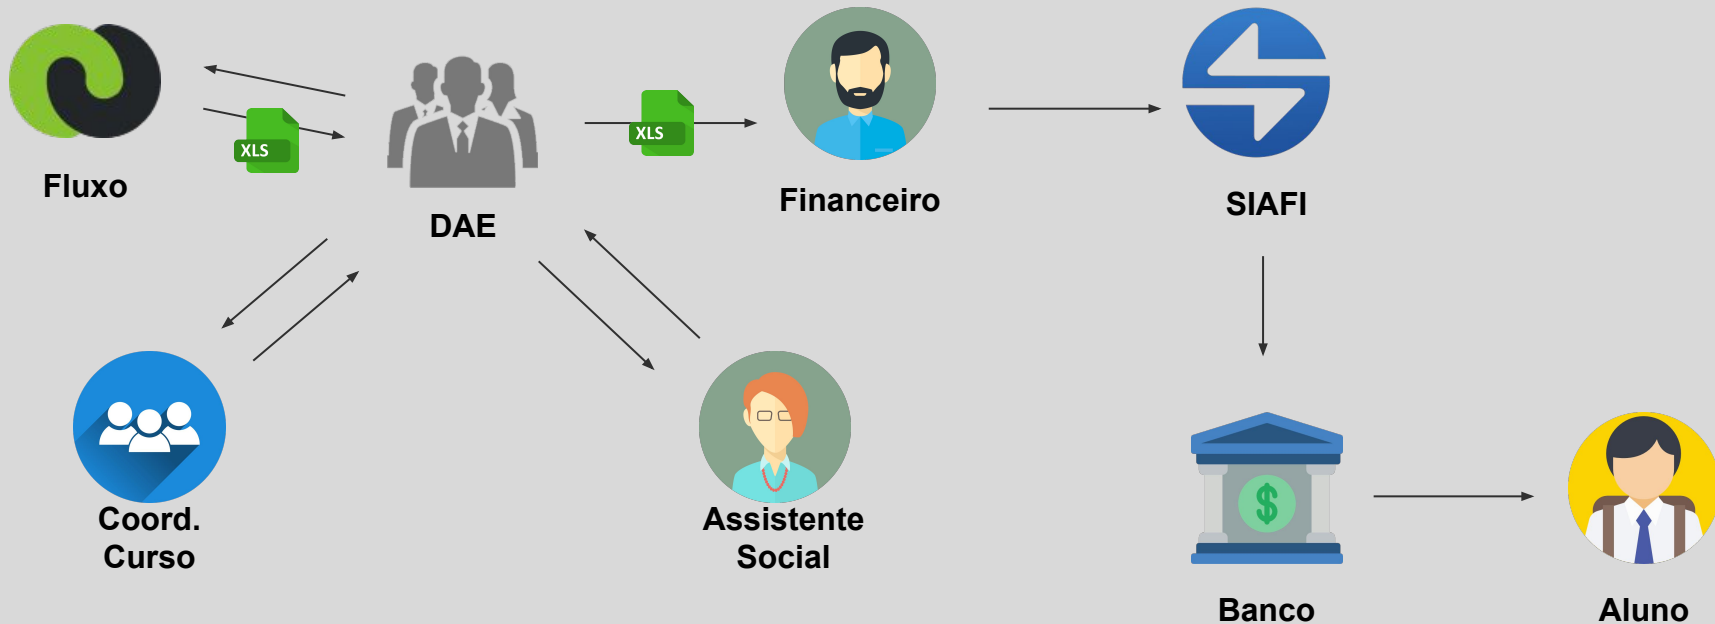 XLS
XLS
Fluxo
DAE
Financeiro
SIAFI
Coord.
Curso
Assistente
Social
Banco
Aluno